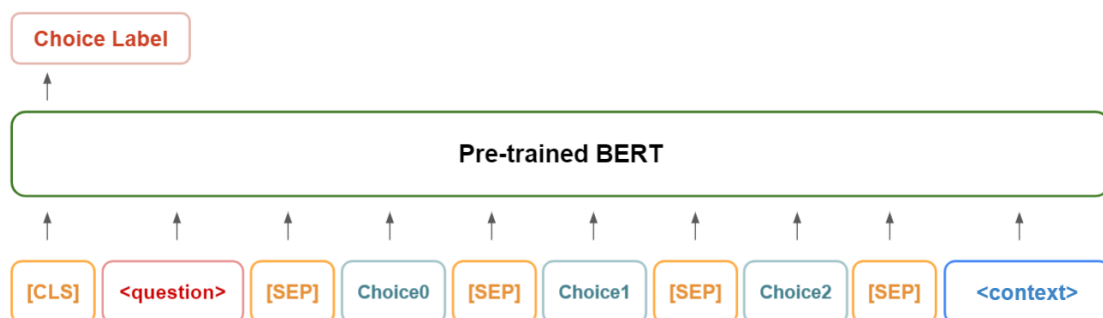 Choice Label
Pre-trained BERT
[CLS] <question> [SEP] Choice0 [SEP] Choice1 [SEP] Choice2 [SEP] <context>